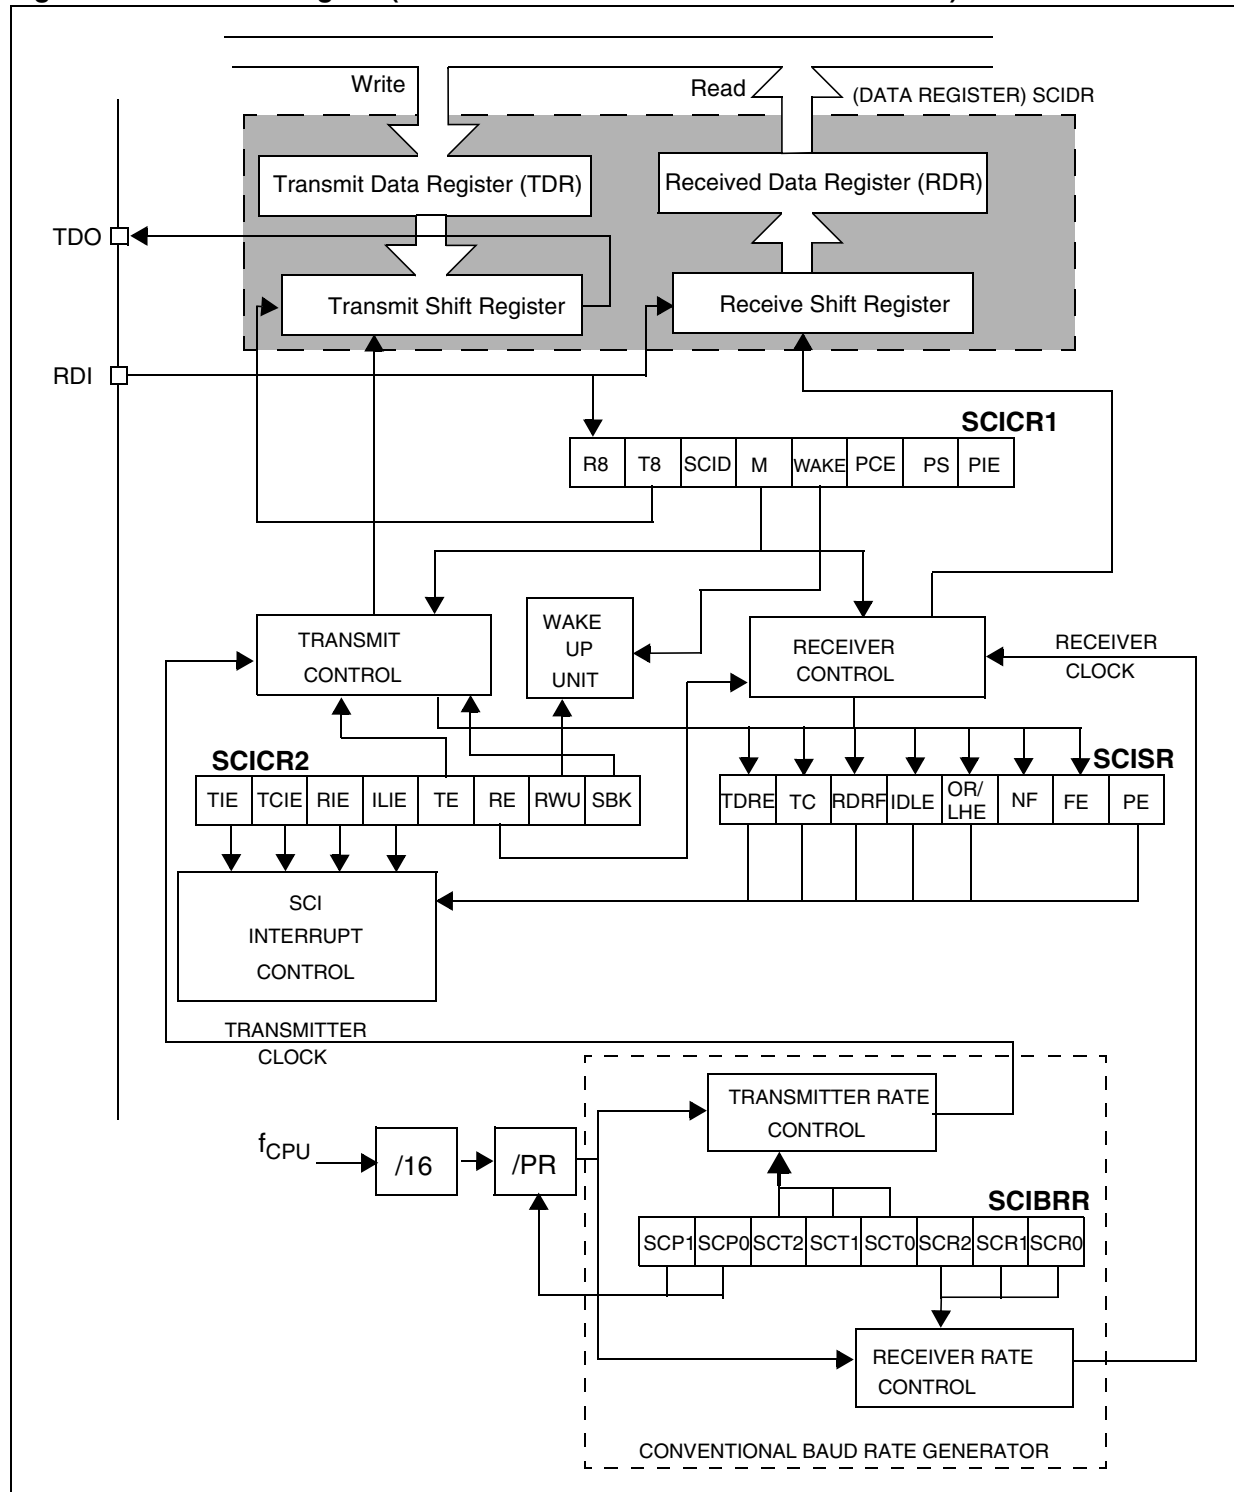 Write
Read
(DATA REGISTER) SCIDR
Transmit Data Register (TDR)
Received Data Register (RDR)
TDO
Transmit Shift Register
Receive Shift Register
RDI
SCICR1
R8 T8 SCID M WAKE PCE PS PIE
TRANSMIT
CONTROL
WAKE
UP
UNIT
RECEIVER
CONTROL
RECEIVER
CLOCK
SCICR2
TIE TCIE RIE ILIE TE RE RWU SBK
SCISR
TDRE TC RDRF IDLE OR/
LHE NF FE PE
SCI
INTERRUPT
CONTROL
TRANSMITTER
CLOCK
TRANSMITTER RATE
CONTROL
fCPU
/16
/PR
SCIBRR
SCP1 SCP0 SCT2 SCT1 SCT0 SCR2 SCR1 SCR0
RECEIVER RATE
CONTROL
CONVENTIONAL BAUD RATE GENERATOR